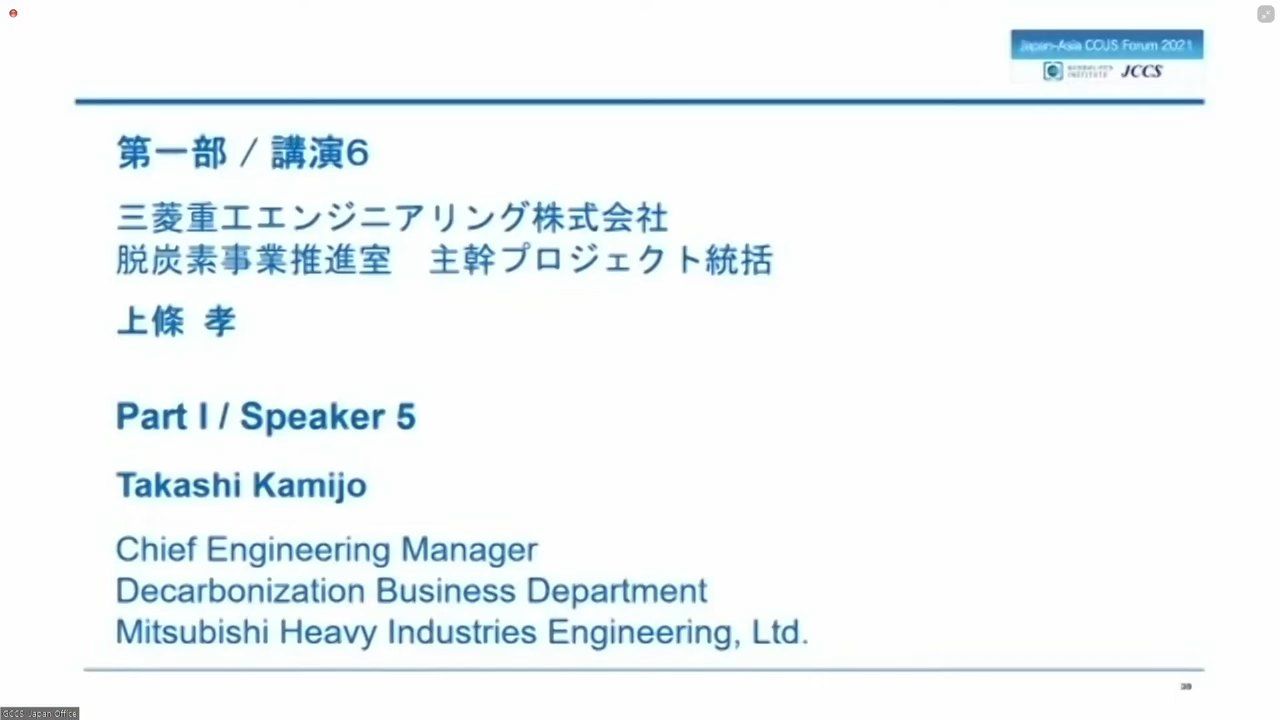 Japan-Asia CCUS Forum 2021
GLOBAL CCS
INSTITUTE
JCCS
第一部 / 講演6
三菱重工エンジニアリング株式会社
脱炭素事業推進室　主幹プロジェクト統括
上條 孝
Part I / Speaker 5
Takashi Kamijo
Chief Engineering Manager
Decarbonization Business Department
Mitsubishi Heavy Industries Engineering, Ltd.
GCCS Japan Office